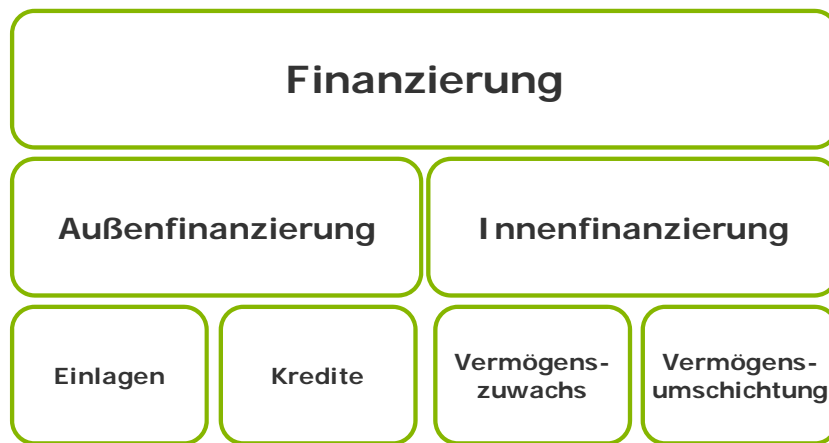 Finanzierung
Außenfinanzierung
Innenfinanzierung
Einlagen
Kredite
Vermögens-
zuwachs
Vermögens-
umschichtung